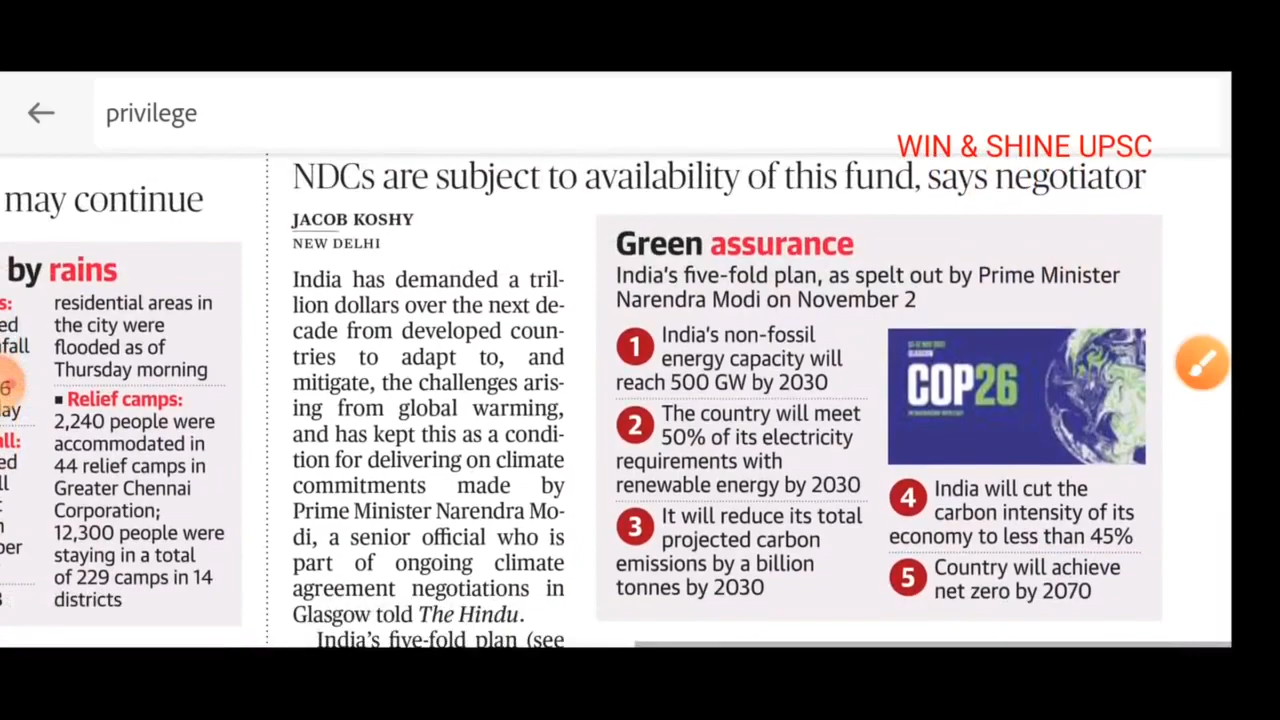 privilege
WIN & SHINE UPSC
may continue
by rains
residential areas in
the city were
flooded as of
Thursday morning
▪ Relief camps:
2,240 people were
accommodated in
44 relief camps in
Greater Chennai
Corporation;
12,300 people were
staying in a total
of 229 camps in 14
districts
NDCs are subject to availability of this fund, says negotiator
JACOB KOSHY
NEW DELHI
India has demanded a tril-
lion dollars over the next de-
cade from developed coun-
tries to adapt to, and
mitigate, the challenges aris-
ing from global warming,
and has kept this as a condi-
tion for delivering on climate
commitments made by
Prime Minister Narendra Mo-
di, a senior official who is
part of ongoing climate
agreement negotiations in
Glasgow told The Hindu.
India's five-fold plan (see
Green assurance
India's five-fold plan, as spelt out by Prime Minister
Narendra Modi on November 2
1 India's non-fossil
energy capacity will
reach 500 GW by 2030
2 The country will meet
50% of its electricity
requirements with
renewable energy by 2030
3 It will reduce its total
projected carbon
emissions by a billion
tonnes by 2030
COP26
4 India will cut the
carbon intensity of its
economy to less than 45%
5 Country will achieve
net zero by 2070